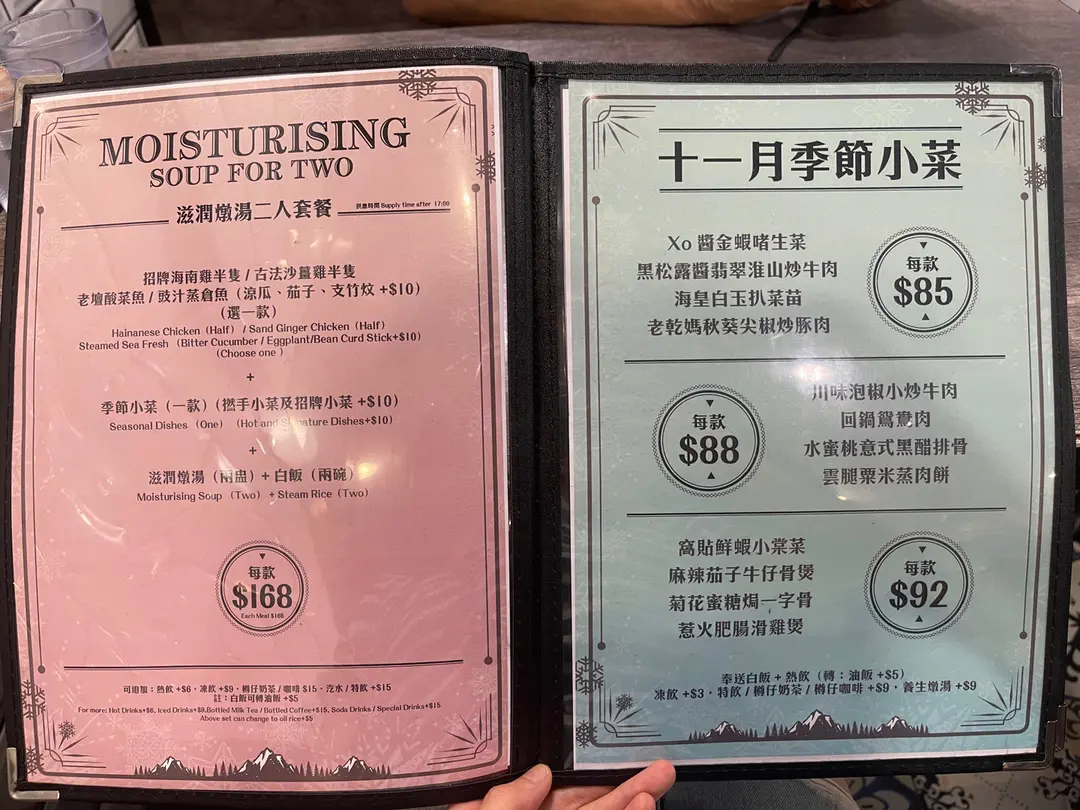 MOISTURISING
SOUP FOR TWO
滋潤燉湯二人套餐 供應時間 Supply time after 17:00
招牌海南雞半隻 / 古法沙薑雞半隻
老壇酸菜魚 / 豉汁蒸倉魚（涼瓜、茄子、支竹炆 +$10）
（選一款）
Hainanese Chicken (Half) / Sand Ginger Chicken (Half)
Steamed Sea Fresh (Bitter Cucumber / Eggplant/Bean Curd Stick+$10)
(Choose one )
+
季節小菜（一款）（撚手小菜及招牌小菜 +$10）
Seasonal Dishes (One) (Hot and Signature Dishes+$10)
+
滋潤燉湯（兩盅）+ 白飯（兩碗）
Moisturising Soup (Two) + Steam Rice (Two)
每款
$168
Each Meal $168
可追加：熱飲 +$6，凍飲 +$9，樽仔奶茶 / 咖啡 $15，汽水 / 特飲 +$15
註：白飯可轉油飯 +$5
For more: Hot Drinks+$6, Iced Drinks+$9,Bottled Milk Tea / Bottled Coffee+$15, Soda Drinks / Special Drinks+$15
Above set can change to oil rice+$5
十一月季節小菜
Xo 醬金蝦啫生菜
黑松露醬翡翠淮山炒牛肉
海皇白玉扒菜苗
老乾媽秋葵尖椒炒豚肉
每款
$85
川味泡椒小炒牛肉
回鍋鴛鴦肉
水蜜桃意式黑醋排骨
雲腿粟米蒸肉餅
每款
$88
窩貼鮮蝦小棠菜
麻辣茄子牛仔骨煲
菊花蜜糖焗一字骨
惹火肥腸滑雞煲
每款
$92
奉送白飯 + 熱飲（轉：油飯 +$5）
凍飲 +$3，特飲 / 樽仔奶茶 / 樽仔咖啡 +$9，養生燉湯 +$9